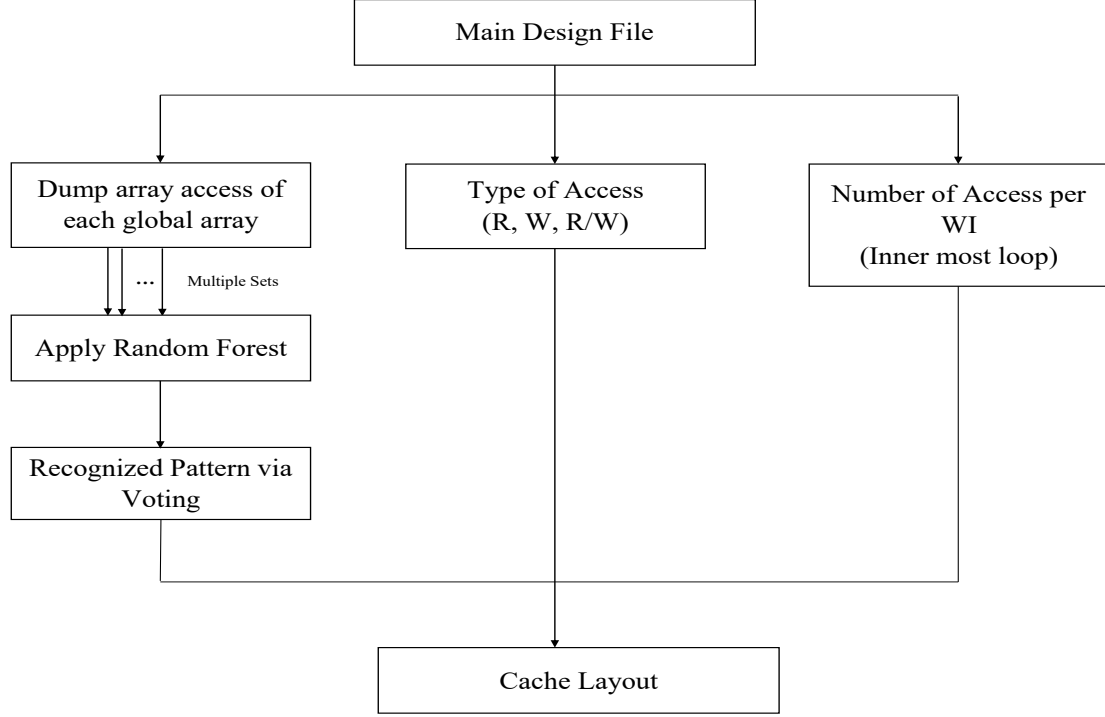 Main Design File
Dump array access of
each global array
Type of Access
(R, W, R/W)
Number of Access per
WI
(Inner most loop)
... Multiple Sets
Apply Random Forest
Recognized Pattern via
Voting
Cache Layout